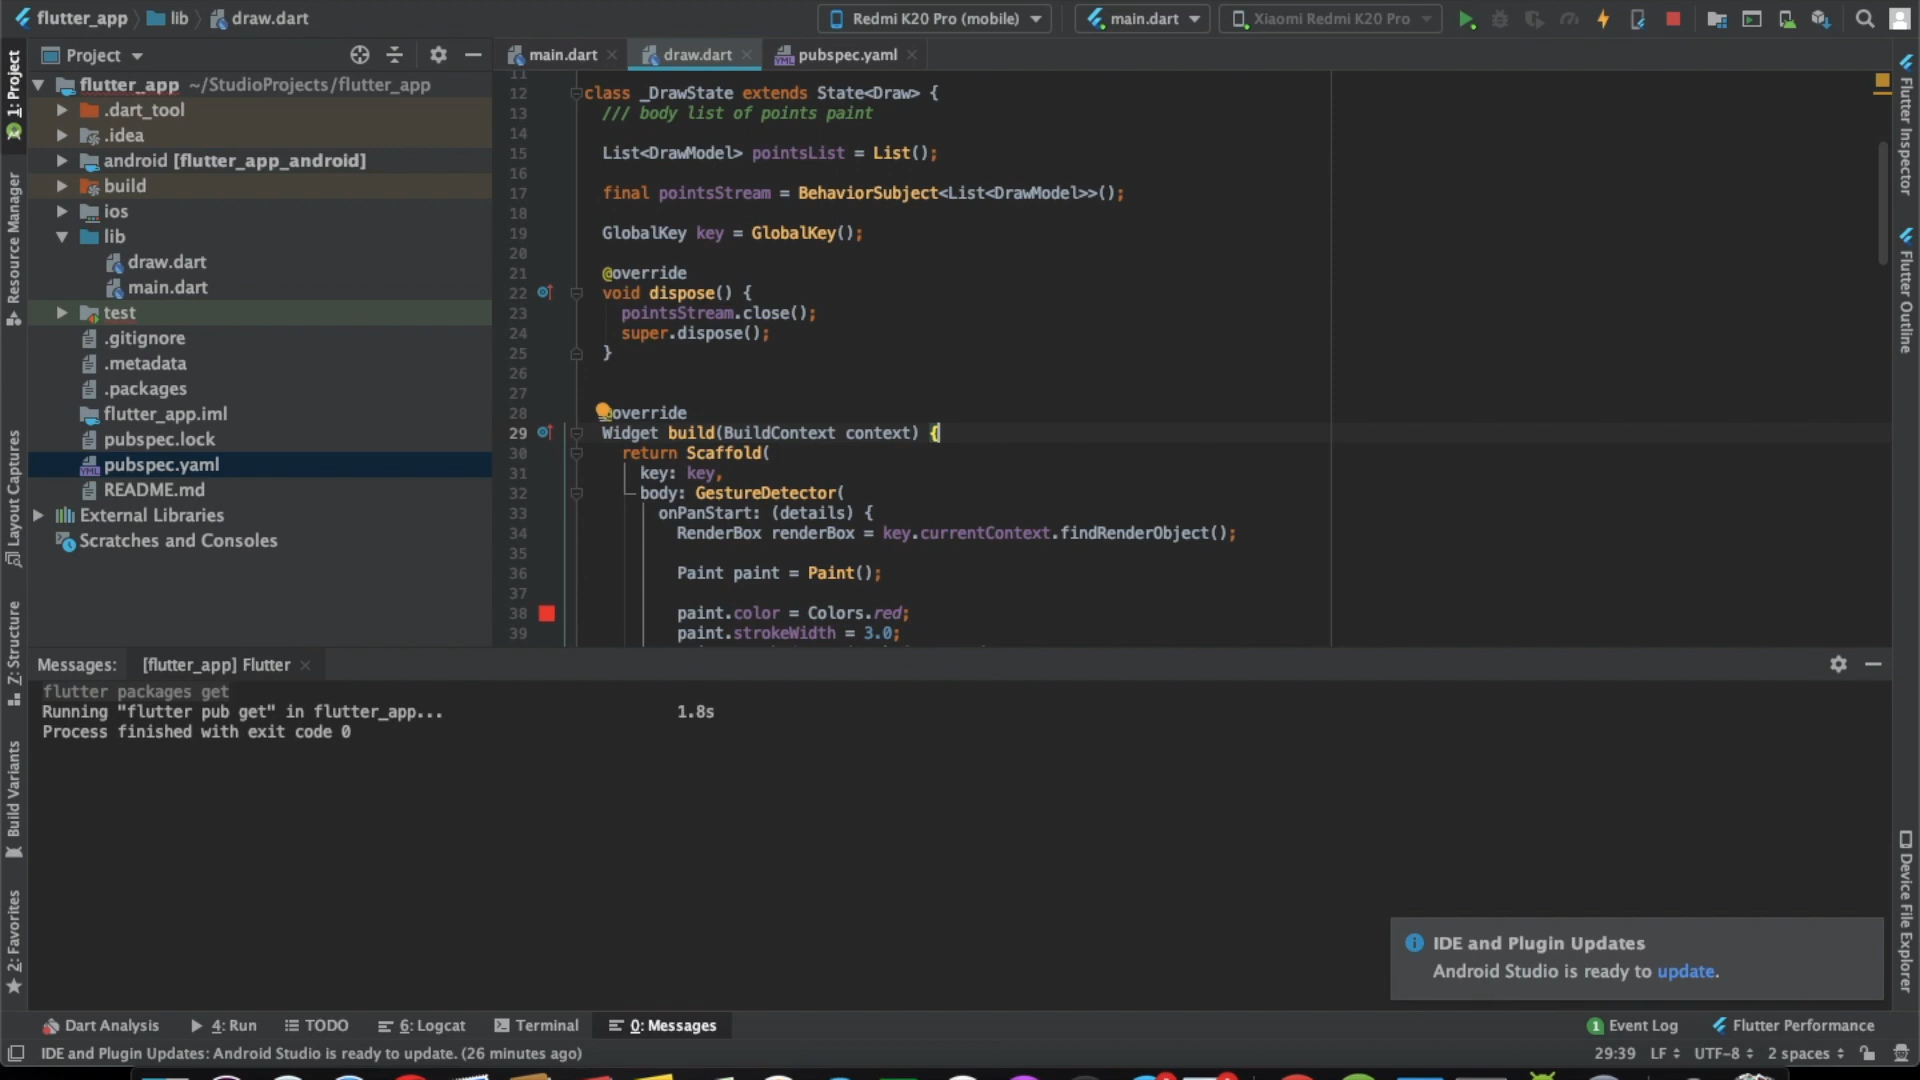 flutter_app
lib
draw.dart
Redmi K20 Pro (mobile)
main.dart
Xiaomi Redmi K20 Pro
Project
main.dart
draw.dart
pubspec.yaml
flutter_app ~/StudioProjects/flutter_app
.dart_tool
.idea
android [flutter_app_android]
build
ios
lib
draw.dart
main.dart
test
.gitignore
.metadata
.packages
flutter_app.iml
pubspec.lock
pubspec.yaml
README.md
External Libraries
Scratches and Consoles
1: Project
Resource Manager
Layout Captures
Z: Structure
Build Variants
2: Favorites
11
12 class _DrawState extends State<Draw> {
13 /// body list of points paint
14
15 List<DrawModel> pointsList = List();
16
17 final pointsStream = BehaviorSubject<List<DrawModel>>();
18
19 GlobalKey key = GlobalKey();
20
21 @override
22 void dispose() {
23 pointsStream.close();
24 super.dispose();
25 }
26
27
28 override
29 Widget build(BuildContext context) {
30 return Scaffold(
31 key: key,
32 body: GestureDetector(
33 onPanStart: (details) {
34 RenderBox renderBox = key.currentContext.findRenderObject();
35
36 Paint paint = Paint();
37
38 paint.color = Colors.red;
39 paint.strokeWidth = 3.0;
Flutter Inspector
Flutter Outline
Device File Explorer
Messages: [flutter_app] Flutter
flutter packages get
Running "flutter pub get" in flutter_app... 1.8s
Process finished with exit code 0
IDE and Plugin Updates
Android Studio is ready to update.
Dart Analysis
4: Run
TODO
6: Logcat
Terminal
0: Messages
1 Event Log
Flutter Performance
IDE and Plugin Updates: Android Studio is ready to update. (26 minutes ago)
29:39 LF UTF-8 2 spaces